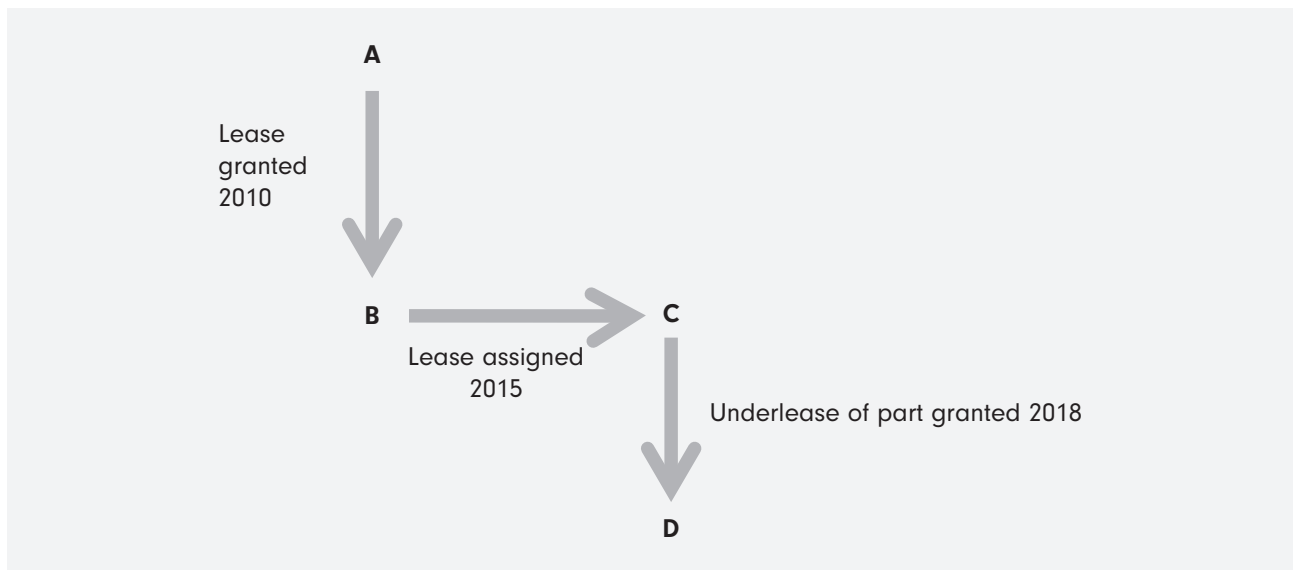 A
Lease
granted
2010
B
C
Lease assigned
2015
Underlease of part granted 2018
D